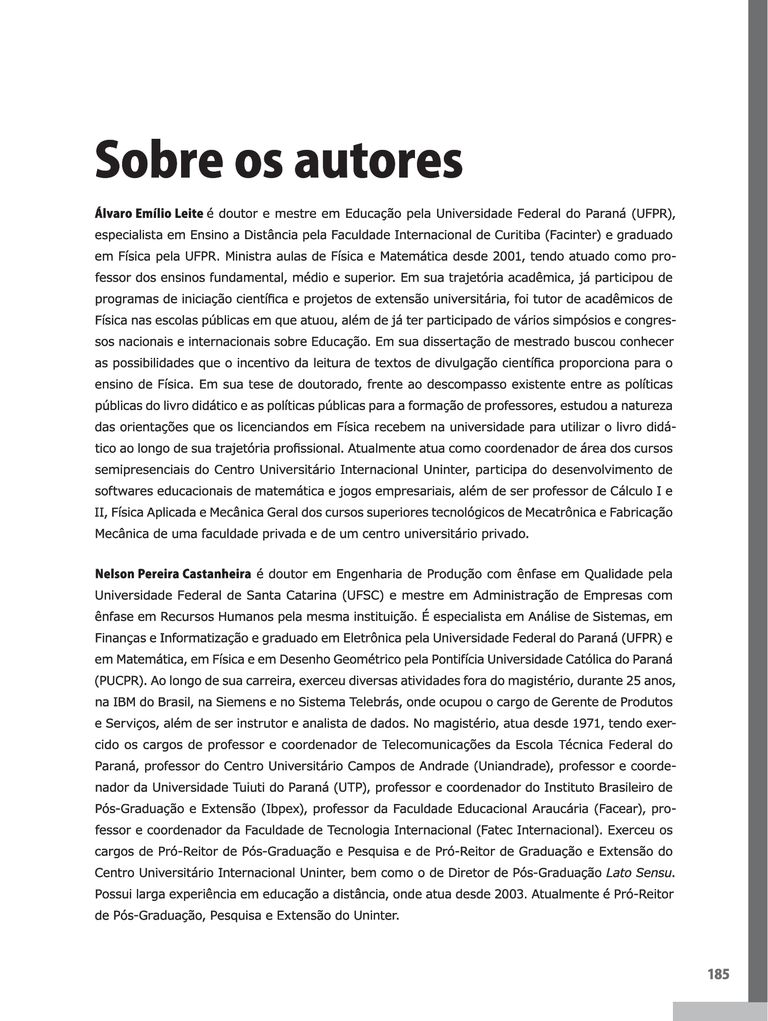 Sobre os autores
Álvaro Emílio Leite é doutor e mestre em Educação pela Universidade Federal do Paraná (UFPR),
especialista em Ensino a Distância pela Faculdade Internacional de Curitiba (Facinter) e graduado
em Física pela UFPR. Ministra aulas de Física e Matemática desde 2001, tendo atuado como pro-
fessor dos ensinos fundamental, médio e superior. Em sua trajetória acadêmica, já participou de
programas de iniciação científica e projetos de extensão universitária, foi tutor de acadêmicos de
Física nas escolas públicas em que atuou, além de já ter participado de vários simpósios e congres-
sos nacionais e internacionais sobre Educação. Em sua dissertação de mestrado buscou conhecer
as possibilidades que o incentivo da leitura de textos de divulgação científica proporciona para o
ensino de Física. Em sua tese de doutorado, frente ao descompasso existente entre as políticas
públicas do livro didático e as políticas públicas para a formação de professores, estudou a natureza
das orientações que os licenciandos em Física recebem na universidade para utilizar o livro didá-
tico ao longo de sua trajetória profissional. Atualmente atua como coordenador de área dos cursos
semipresenciais do Centro Universitário Internacional Uninter, participa do desenvolvimento de
softwares educacionais de matemática e jogos empresariais, além de ser professor de Cálculo I e
II, Física Aplicada e Mecânica Geral dos cursos superiores tecnológicos de Mecatrônica e Fabricação
Mecânica de uma faculdade privada e de um centro universitário privado.
Nelson Pereira Castanheira é doutor em Engenharia de Produção com ênfase em Qualidade pela
Universidade Federal de Santa Catarina (UFSC) e mestre em Administração de Empresas com
ênfase em Recursos Humanos pela mesma instituição. É especialista em Análise de Sistemas, em
Finanças e Informatização e graduado em Eletrônica pela Universidade Federal do Paraná (UFPR) e
em Matemática, em Física e em Desenho Geométrico pela Pontifícia Universidade Católica do Paraná
(PUCPR). Ao longo de sua carreira, exerceu diversas atividades fora do magistério, durante 25 anos,
na IBM do Brasil, na Siemens e no Sistema Telebrás, onde ocupou o cargo de Gerente de Produtos
e Serviços, além de ser instrutor e analista de dados. No magistério, atua desde 1971, tendo exer-
cido os cargos de professor e coordenador de Telecomunicações da Escola Técnica Federal do
Paraná, professor do Centro Universitário Campos de Andrade (Uniandrade), professor e coorde-
nador da Universidade Tuiuti do Paraná (UTP), professor e coordenador do Instituto Brasileiro de
Pós-Graduação e Extensão (Ibpex), professor da Faculdade Educacional Araucária (Facear), pro-
fessor e coordenador da Faculdade de Tecnologia Internacional (Fatec Internacional). Exerceu os
cargos de Pró-Reitor de Pós-Graduação e Pesquisa e de Pró-Reitor de Graduação e Extensão do
Centro Universitário Internacional Uninter, bem como o de Diretor de Pós-Graduação Lato Sensu.
Possui larga experiência em educação a distância, onde atua desde 2003. Atualmente é Pró-Reitor
de Pós-Graduação, Pesquisa e Extensão do Uninter.
185